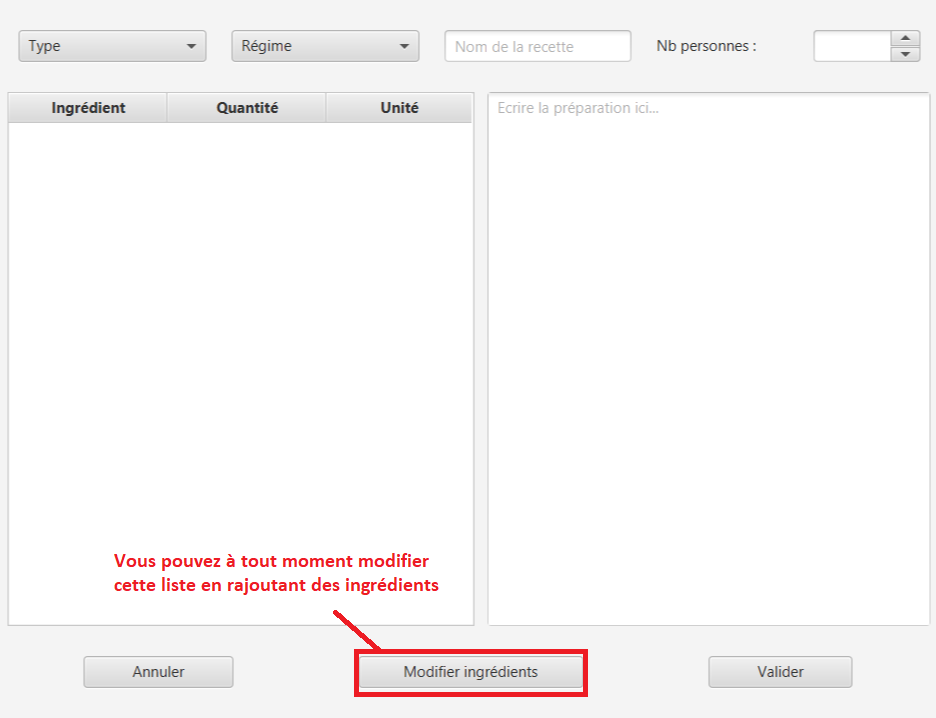 Type
Régime
Nom de la recette
Nb personnes :
Ingrédient
Quantité
Unité
Ecrire la préparation ici...
Vous pouvez à tout moment modifier
cette liste en rajoutant des ingrédients
Annuler
Modifier ingrédients
Valider